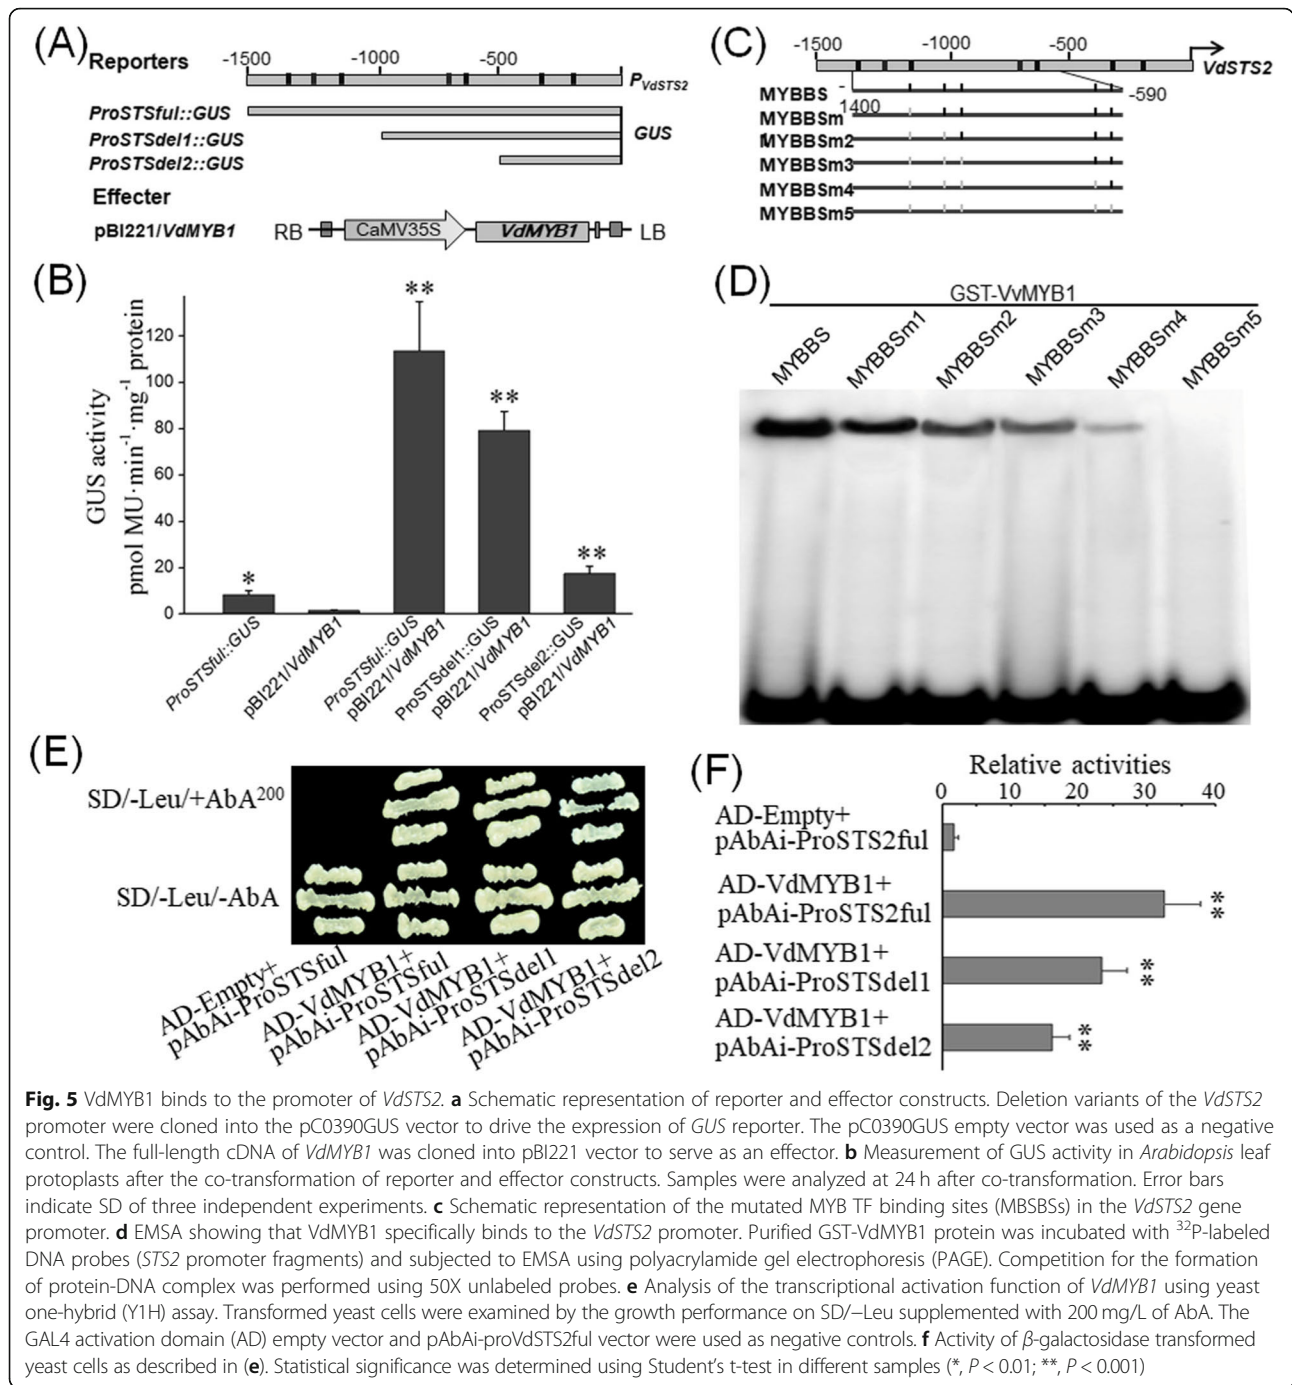 (A)
Reporters
-1500
-1000
-500
PVdSTS2
ProSTSful::GUS
ProSTSdel1::GUS
ProSTSdel2::GUS
GUS
Effecter
pBI221/VdMYB1
RB
CaMV35S
VdMYB1
LB
(C)
-1500
-1000
-500
VdSTS2
MYBBS
-
1400
-590
MYBBSm
1
MYBBSm2
MYBBSm3
MYBBSm4
MYBBSm5
(B)
GUS activity
pmol MU·min⁻¹·mg⁻¹ protein
120
100
80
60
40
20
0
*
**
**
**
ProSTSful::GUS
pBI221/VdMYB1
ProSTSful::GUS
pBI221/VdMYB1
ProSTSdel1::GUS
pBI221/VdMYB1
ProSTSdel2::GUS
pBI221/VdMYB1
(D)
GST-VvMYB1
MYBBS
MYBBSm1
MYBBSm2
MYBBSm3
MYBBSm4
MYBBSm5
(E)
SD/-Leu/+AbA²⁰⁰
SD/-Leu/-AbA
AD-Empty+
pAbAi-ProSTSful
AD-VdMYB1+
pAbAi-ProSTSful
AD-VdMYB1+
pAbAi-ProSTSdel1
AD-VdMYB1+
pAbAi-ProSTSdel2
(F)
Relative activities
0 10 20 30 40
AD-Empty+
pAbAi-ProSTS2ful
AD-VdMYB1+
pAbAi-ProSTS2ful
**
AD-VdMYB1+
pAbAi-ProSTSdel1
**
AD-VdMYB1+
pAbAi-ProSTSdel2
**
Fig. 5 VdMYB1 binds to the promoter of VdSTS2. a Schematic representation of reporter and effector constructs. Deletion variants of the VdSTS2
promoter were cloned into the pC0390GUS vector to drive the expression of GUS reporter. The pC0390GUS empty vector was used as a negative
control. The full-length cDNA of VdMYB1 was cloned into pBI221 vector to serve as an effector. b Measurement of GUS activity in Arabidopsis leaf
protoplasts after the co-transformation of reporter and effector constructs. Samples were analyzed at 24 h after co-transformation. Error bars
indicate SD of three independent experiments. c Schematic representation of the mutated MYB TF binding sites (MBSBSs) in the VdSTS2 gene
promoter. d EMSA showing that VdMYB1 specifically binds to the VdSTS2 promoter. Purified GST-VdMYB1 protein was incubated with ³²P-labeled
DNA probes (STS2 promoter fragments) and subjected to EMSA using polyacrylamide gel electrophoresis (PAGE). Competition for the formation
of protein-DNA complex was performed using 50X unlabeled probes. e Analysis of the transcriptional activation function of VdMYB1 using yeast
one-hybrid (Y1H) assay. Transformed yeast cells were examined by the growth performance on SD/−Leu supplemented with 200 mg/L of AbA. The
GAL4 activation domain (AD) empty vector and pAbAi-proVdSTS2ful vector were used as negative controls. f Activity of β-galactosidase transformed
yeast cells as described in (e). Statistical significance was determined using Student's t-test in different samples (*, P < 0.01; **, P < 0.001)